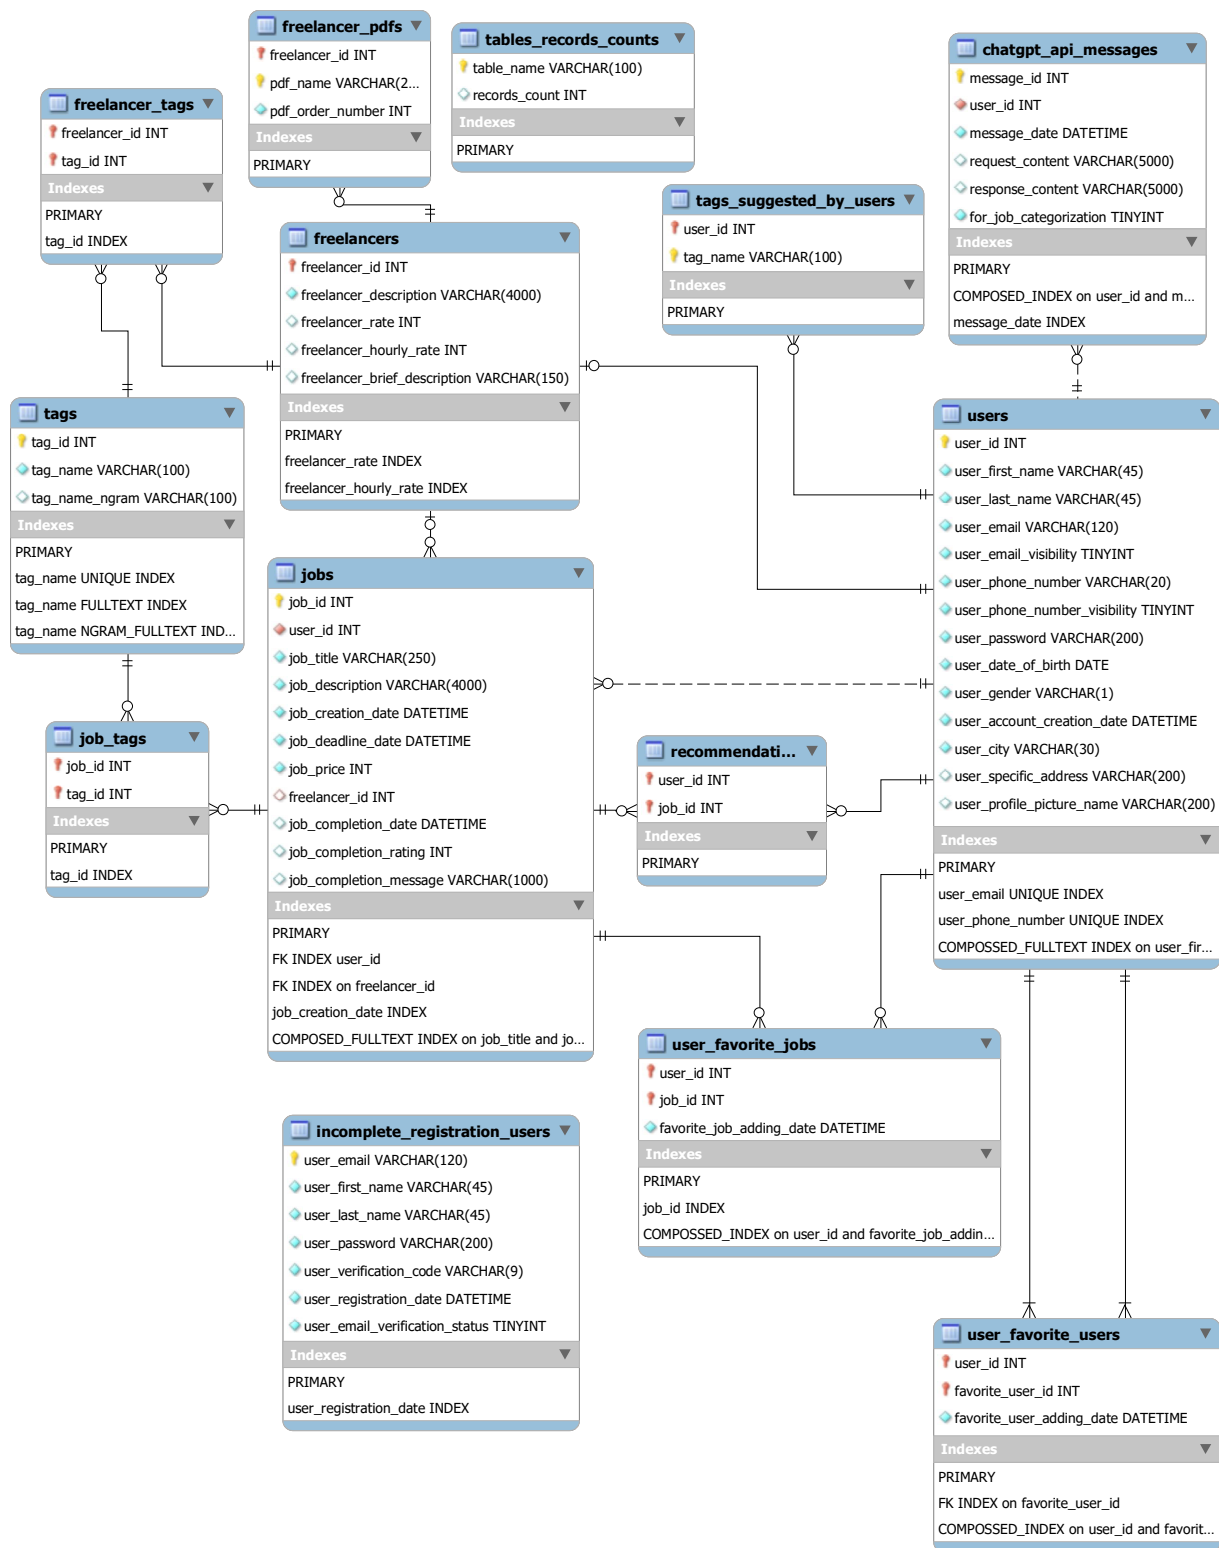 freelancer_pdfs
freelancer_id INT
pdf_name VARCHAR(2...
pdf_order_number INT
Indexes
PRIMARY
tables_records_counts
table_name VARCHAR(100)
records_count INT
Indexes
PRIMARY
chatgpt_api_messages
message_id INT
user_id INT
message_date DATETIME
request_content VARCHAR(5000)
response_content VARCHAR(5000)
for_job_categorization TINYINT
Indexes
PRIMARY
COMPOSED_INDEX on user_id and m...
message_date INDEX
freelancer_tags
freelancer_id INT
tag_id INT
Indexes
PRIMARY
tag_id INDEX
tags_suggested_by_users
user_id INT
tag_name VARCHAR(100)
Indexes
PRIMARY
freelancers
freelancer_id INT
freelancer_description VARCHAR(4000)
freelancer_rate INT
freelancer_hourly_rate INT
freelancer_brief_description VARCHAR(150)
Indexes
PRIMARY
freelancer_rate INDEX
freelancer_hourly_rate INDEX
tags
tag_id INT
tag_name VARCHAR(100)
tag_name_ngram VARCHAR(100)
Indexes
PRIMARY
tag_name UNIQUE INDEX
tag_name FULLTEXT INDEX
tag_name NGRAM_FULLTEXT IND...
users
user_id INT
user_first_name VARCHAR(45)
user_last_name VARCHAR(45)
user_email VARCHAR(120)
user_email_visibility TINYINT
user_phone_number VARCHAR(20)
user_phone_number_visibility TINYINT
user_password VARCHAR(200)
user_date_of_birth DATE
user_gender VARCHAR(1)
user_account_creation_date DATETIME
user_city VARCHAR(30)
user_specific_address VARCHAR(200)
user_profile_picture_name VARCHAR(200)
Indexes
PRIMARY
user_email UNIQUE INDEX
user_phone_number UNIQUE INDEX
COMPOSSED_FULLTEXT INDEX on user_fir...
jobs
job_id INT
user_id INT
job_title VARCHAR(250)
job_description VARCHAR(4000)
job_creation_date DATETIME
job_deadline_date DATETIME
job_price INT
freelancer_id INT
job_completion_date DATETIME
job_completion_rating INT
job_completion_message VARCHAR(1000)
Indexes
PRIMARY
FK INDEX user_id
FK INDEX on freelancer_id
job_creation_date INDEX
COMPOSED_FULLTEXT INDEX on job_title and jo...
job_tags
job_id INT
tag_id INT
Indexes
PRIMARY
tag_id INDEX
recommendati...
user_id INT
job_id INT
Indexes
PRIMARY
user_favorite_jobs
user_id INT
job_id INT
favorite_job_adding_date DATETIME
Indexes
PRIMARY
job_id INDEX
COMPOSSED_INDEX on user_id and favorite_job_addin...
incomplete_registration_users
user_email VARCHAR(120)
user_first_name VARCHAR(45)
user_last_name VARCHAR(45)
user_password VARCHAR(200)
user_verification_code VARCHAR(9)
user_registration_date DATETIME
user_email_verification_status TINYINT
Indexes
PRIMARY
user_registration_date INDEX
user_favorite_users
user_id INT
favorite_user_id INT
favorite_user_adding_date DATETIME
Indexes
PRIMARY
FK INDEX on favorite_user_id
COMPOSSED_INDEX on user_id and favorit...